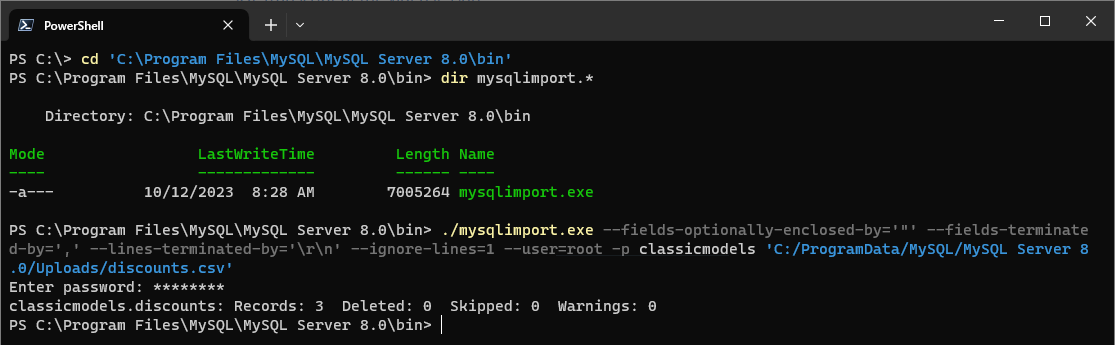 PowerShell
PS C:\> cd 'C:\Program Files\MySQL\MySQL Server 8.0\bin'
PS C:\Program Files\MySQL\MySQL Server 8.0\bin> dir mysqlimport.*
Directory: C:\Program Files\MySQL\MySQL Server 8.0\bin
Mode LastWriteTime Length Name
---- ------------- ------ ----
-a--- 10/12/2023 8:28 AM 7005264 mysqlimport.exe
PS C:\Program Files\MySQL\MySQL Server 8.0\bin> ./mysqlimport.exe --fields-optionally-enclosed-by='"' --fields-terminate
d-by=',' --lines-terminated-by='\r\n' --ignore-lines=1 --user=root -p classicmodels 'C:/ProgramData/MySQL/MySQL Server 8
.0/Uploads/discounts.csv'
Enter password: ********
classicmodels.discounts: Records: 3 Deleted: 0 Skipped: 0 Warnings: 0
PS C:\Program Files\MySQL\MySQL Server 8.0\bin>